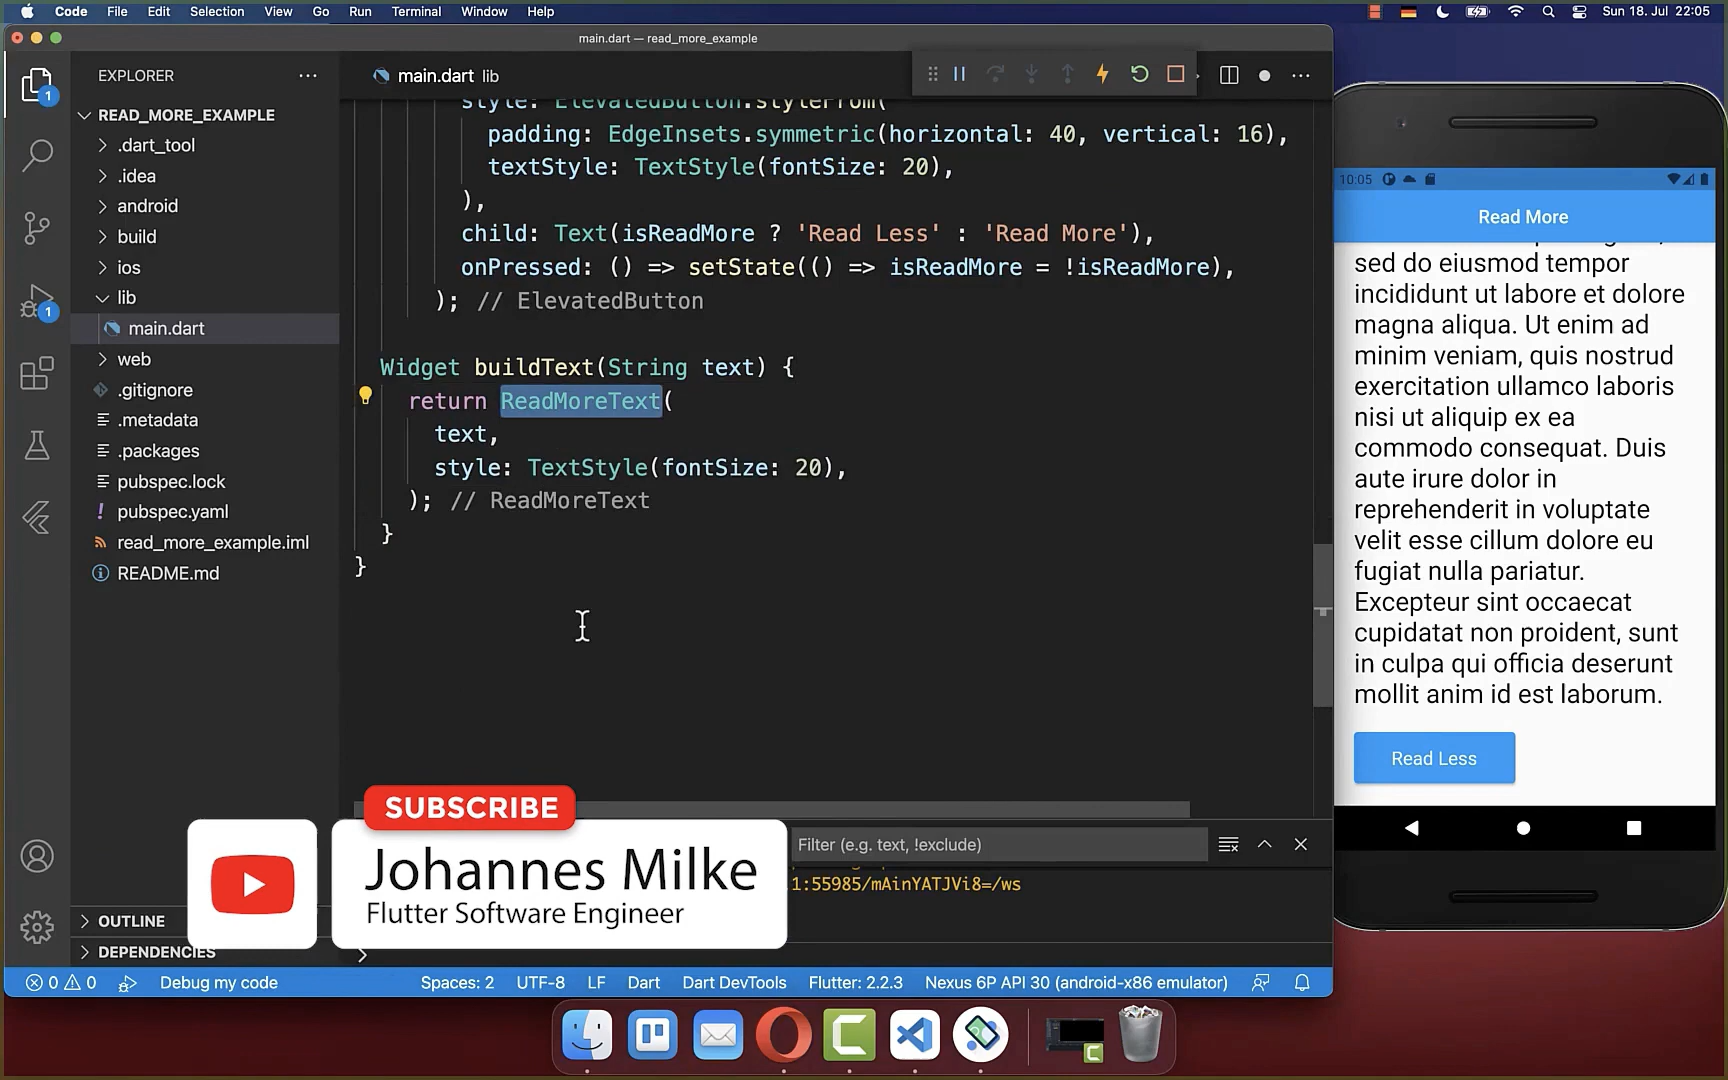 Code File Edit Selection View Go Run Terminal Window Help
Sun 18. Jul 22:05
main.dart — read_more_example
EXPLORER
READ_MORE_EXAMPLE
.dart_tool
.idea
android
build
ios
lib
main.dart
web
.gitignore
.metadata
.packages
pubspec.lock
pubspec.yaml
read_more_example.iml
README.md
OUTLINE
DEPENDENCIES
1
1
main.dart lib
style: ElevatedButton.styleFrom(
padding: EdgeInsets.symmetric(horizontal: 40, vertical: 16),
textStyle: TextStyle(fontSize: 20),
),
child: Text(isReadMore ? 'Read Less' : 'Read More'),
onPressed: () => setState(() => isReadMore = !isReadMore),
); // ElevatedButton
Widget buildText(String text) {
return ReadMoreText(
text,
style: TextStyle(fontSize: 20),
); // ReadMoreText
}
}
Filter (e.g. text, !exclude)
1:55985/mAinYATJVi8=/ws
SUBSCRIBE
Johannes Milke
Flutter Software Engineer
0 0 Debug my code Spaces: 2 UTF-8 LF Dart Dart DevTools Flutter: 2.2.3 Nexus 6P API 30 (android-x86 emulator)
10:05
Read More
sed do eiusmod tempor
incididunt ut labore et dolore
magna aliqua. Ut enim ad
minim veniam, quis nostrud
exercitation ullamco laboris
nisi ut aliquip ex ea
commodo consequat. Duis
aute irure dolor in
reprehenderit in voluptate
velit esse cillum dolore eu
fugiat nulla pariatur.
Excepteur sint occaecat
cupidatat non proident, sunt
in culpa qui officia deserunt
mollit anim id est laborum.
Read Less